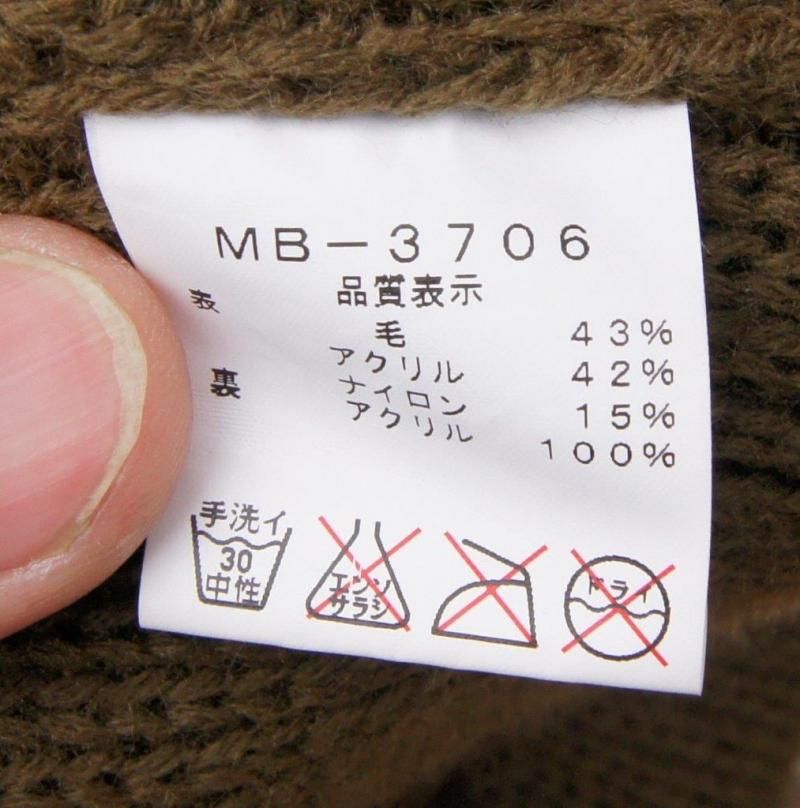 MB－3706
品質表示
表 毛 43%
アクリル 42%
ナイロン 15%
裏 アクリル 100%
手洗イ
30
中性
エンソ
サラシ
ドライ